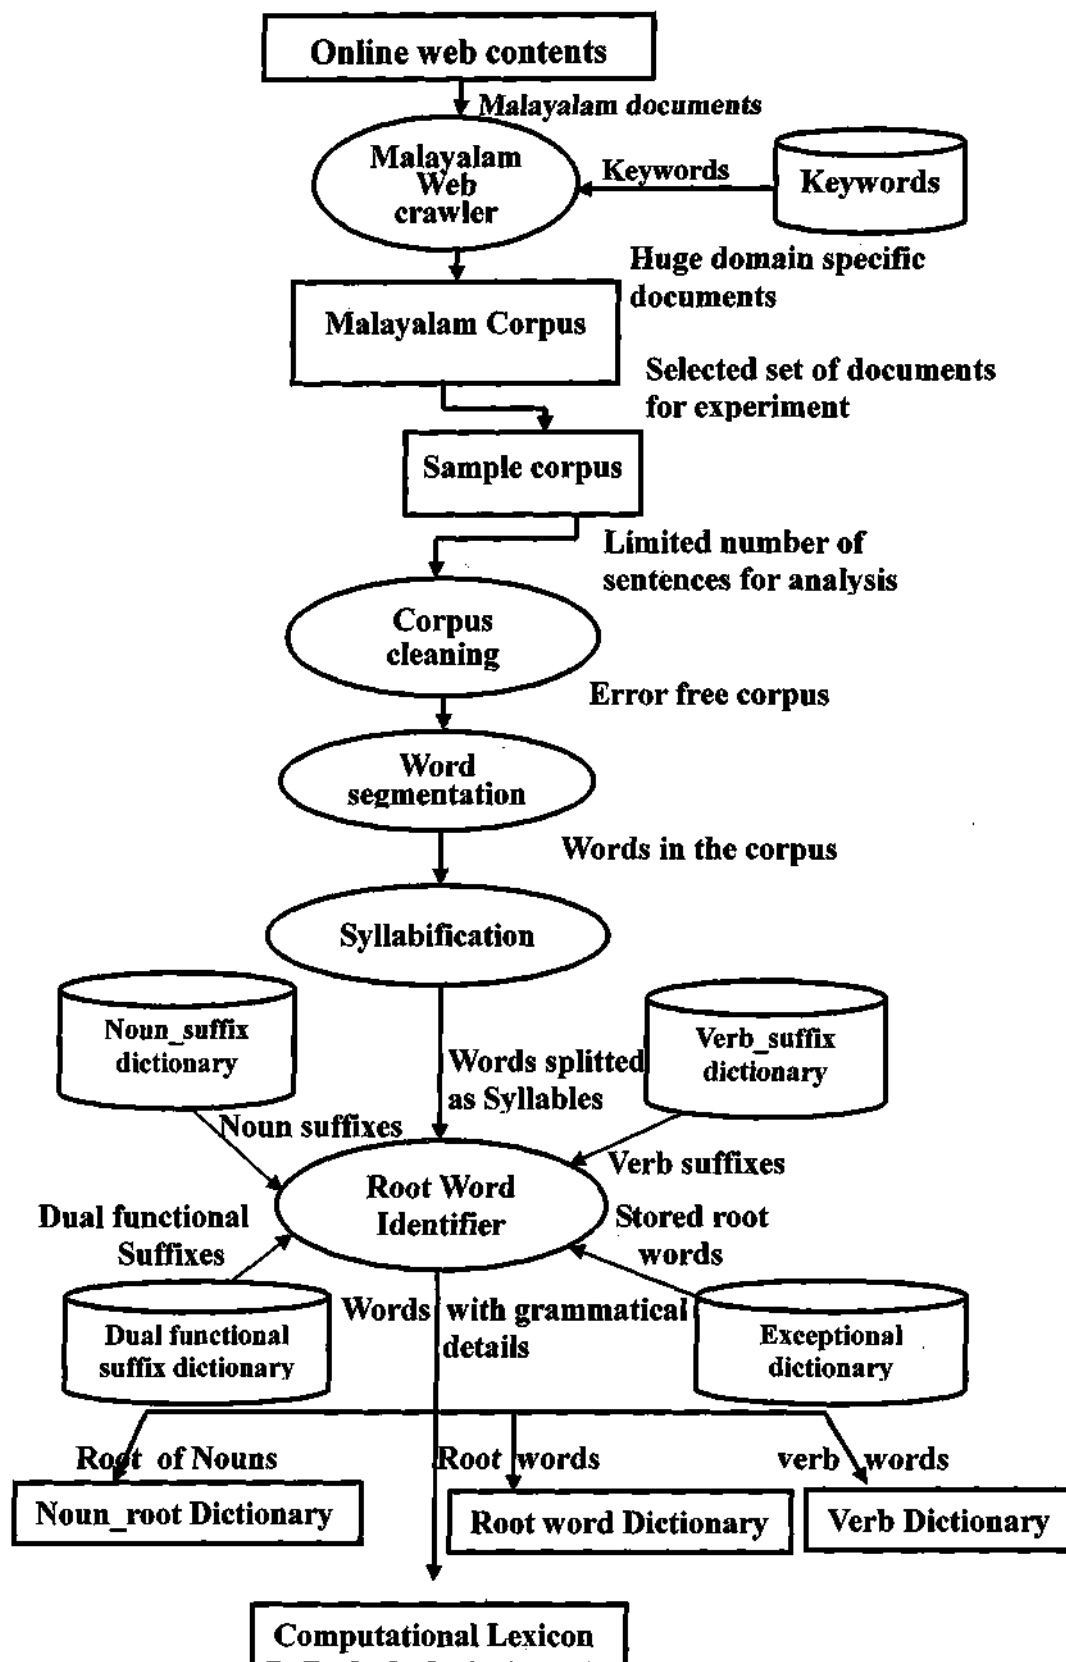 Online web contents
Malayalam documents
Malayalam
Web
crawler
Keywords
Keywords
Huge domain specific
documents
Malayalam Corpus
Selected set of documents
for experiment
Sample corpus
Limited number of
sentences for analysis
Corpus
cleaning
Error free corpus
Word
segmentation
Words in the corpus
Syllabification
Noun_suffix
dictionary
Verb_suffix
dictionary
Words splitted
as Syllables
Noun suffixes
Verb suffixes
Root Word
Identifier
Dual functional
Suffixes
Stored root
words
Words with grammatical
details
Dual functional
suffix dictionary
Exceptional
dictionary
Root of Nouns
Root words
verb words
Noun_root Dictionary
Root word Dictionary
Verb Dictionary
Computational Lexicon